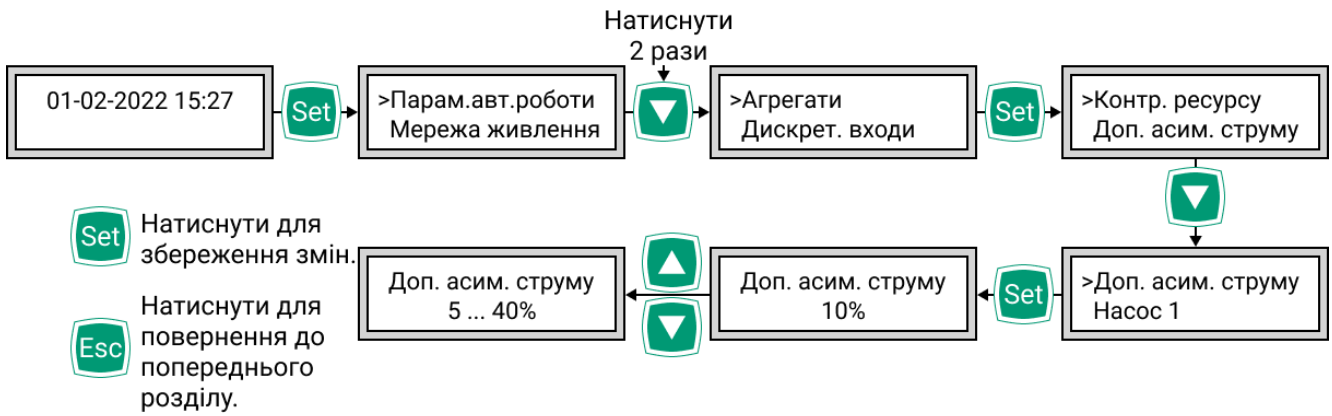 Натиснути
2 рази
01-02-2022 15:27
Set
>Парам.авт.роботи
Мережа живлення
>Агрегати
Дискрет. входи
Set
>Контр. ресурсу
Доп. асим. струму
Set
Натиснути для
збереження змін.
Доп. асим. струму
5 ... 40%
Доп. асим. струму
10%
Set
>Доп. асим. струму
Насос 1
Esc
Натиснути для
повернення до
попереднього
розділу.